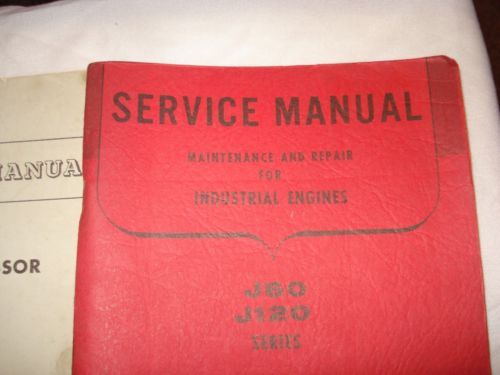 SERVICE MANUAL
MAINTENANCE AND REPAIR
FOR
INDUSTRIAL ENGINES
J60
J120
SERIES
MANUA
SOR